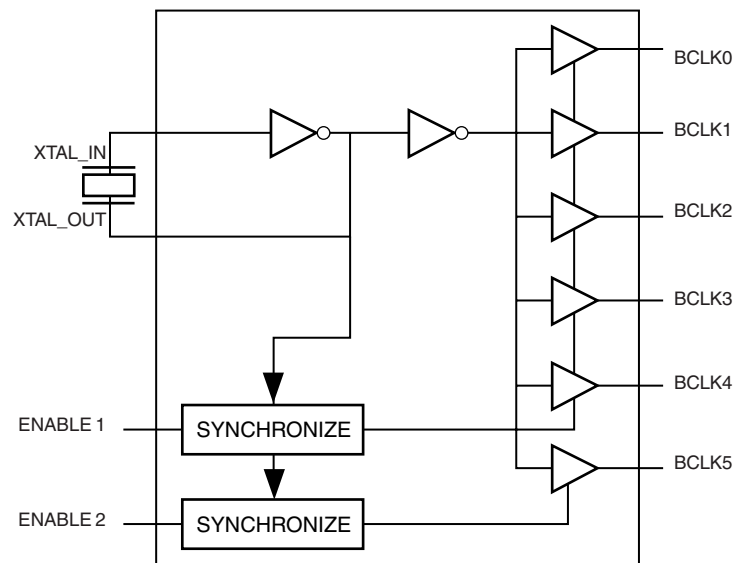 BCLK0
BCLK1
XTAL_IN
XTAL_OUT
BCLK2
BCLK3
BCLK4
ENABLE 1
SYNCHRONIZE
BCLK5
ENABLE 2
SYNCHRONIZE